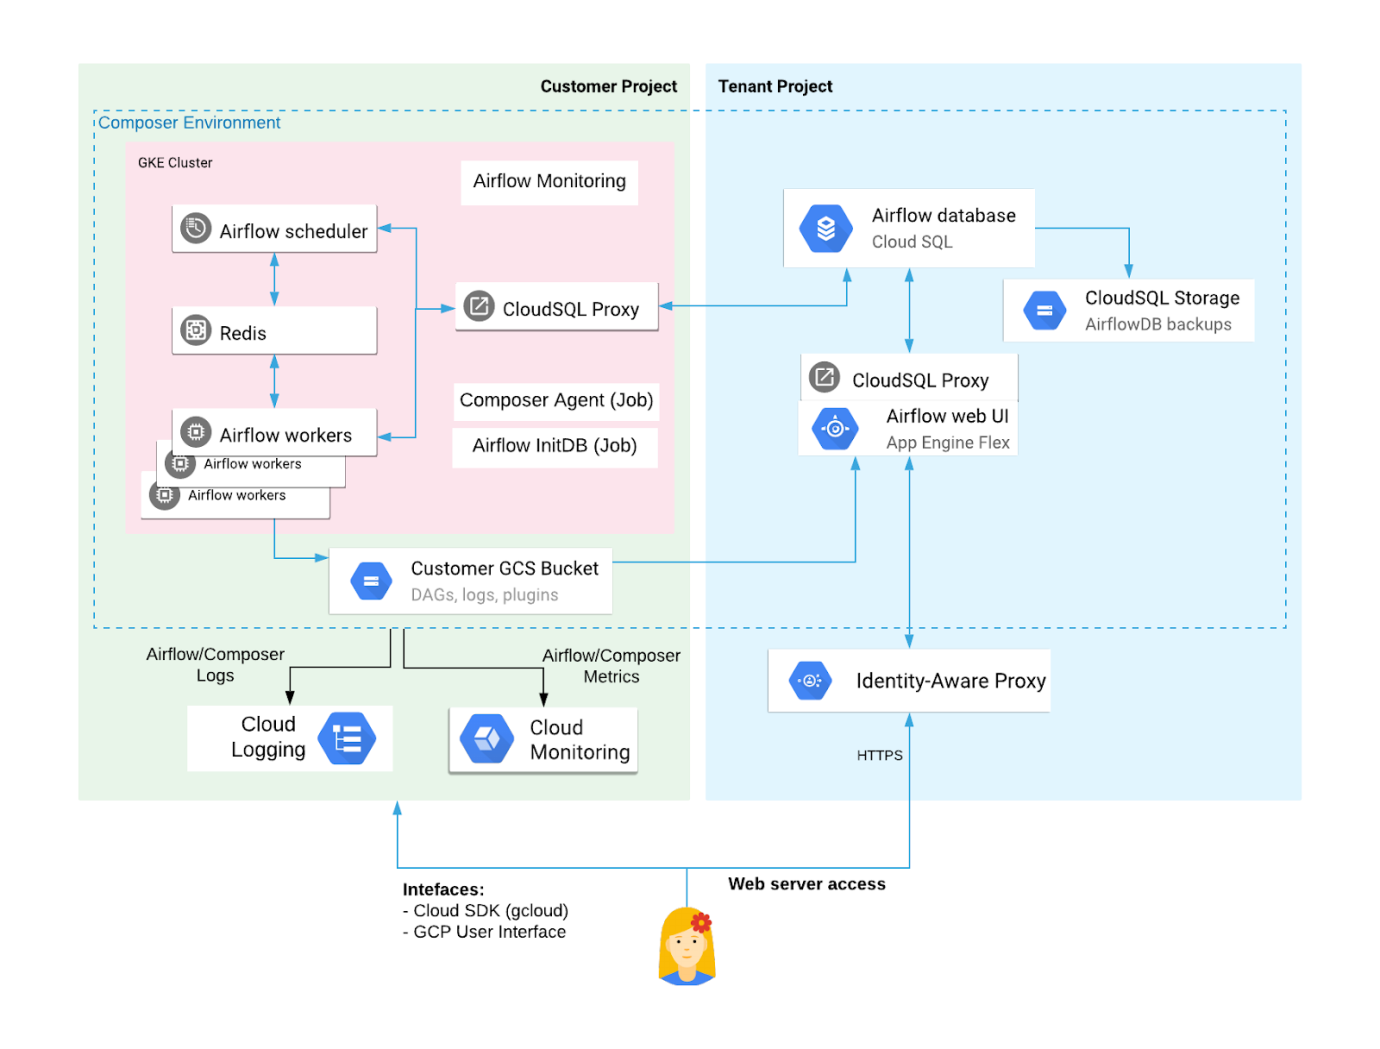 Customer Project
Tenant Project
Composer Environment
GKE Cluster
Airflow Monitoring
Airflow scheduler
Redis
CloudSQL Proxy
Composer Agent (Job)
Airflow InitDB (Job)
Airflow workers
Airflow workers
Airflow workers
Customer GCS Bucket
DAGs, logs, plugins
Airflow database
Cloud SQL
CloudSQL Storage
AirflowDB backups
CloudSQL Proxy
Airflow web UI
App Engine Flex
Airflow/Composer
Logs
Airflow/Composer
Metrics
Cloud
Logging
Cloud
Monitoring
Identity-Aware Proxy
HTTPS
Web server access
Intefaces:
- Cloud SDK (gcloud)
- GCP User Interface